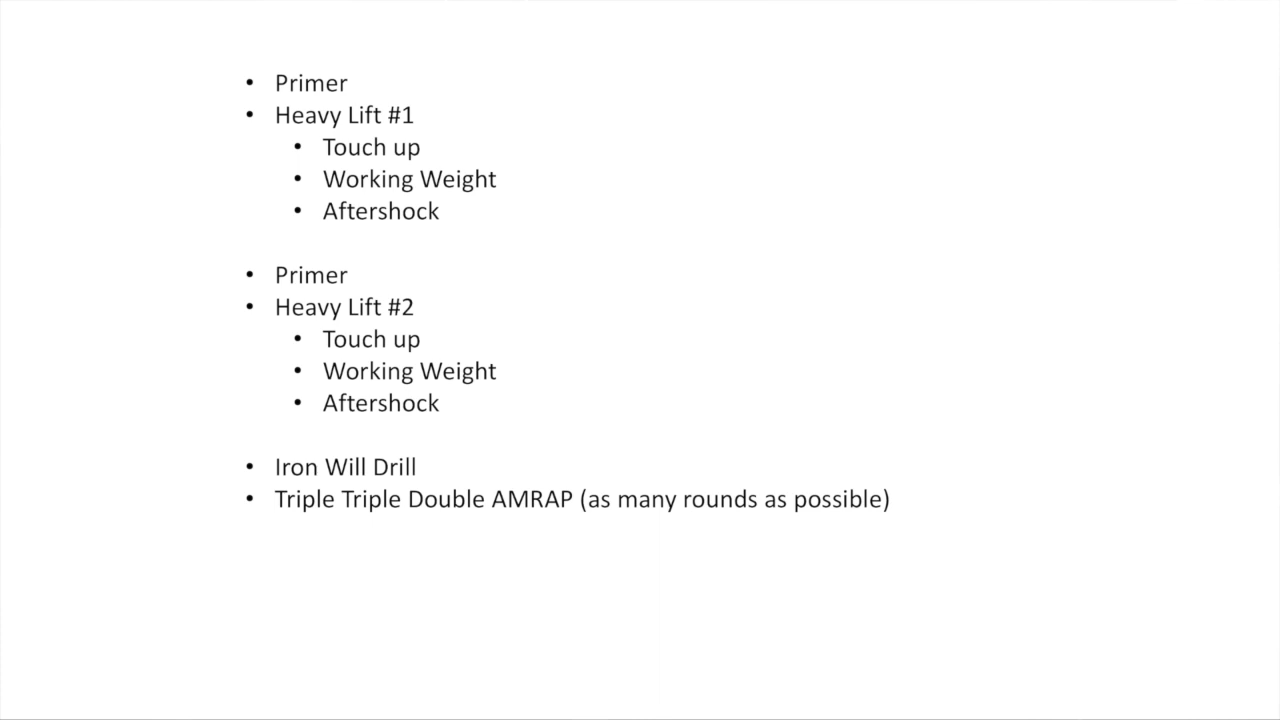 • Primer
• Heavy Lift #1
• Touch up
• Working Weight
• Aftershock
• Primer
• Heavy Lift #2
• Touch up
• Working Weight
• Aftershock
• Iron Will Drill
• Triple Triple Double AMRAP (as many rounds as possible)